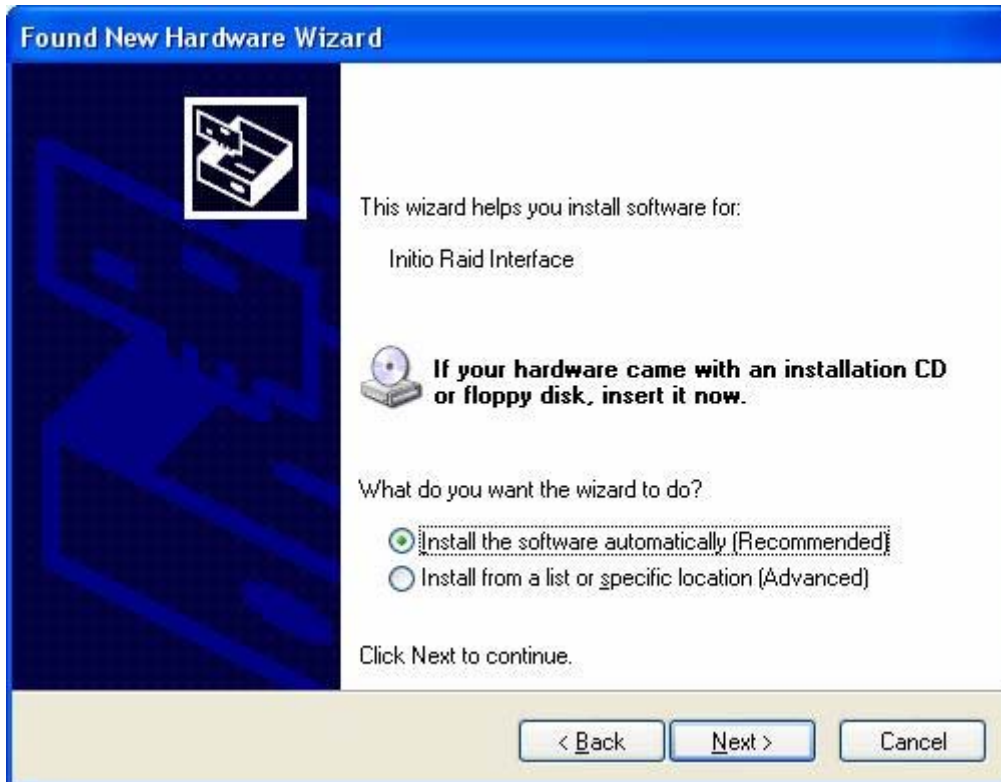 Found New Hardware Wizard
This wizard helps you install software for:
Initio Raid Interface
If your hardware came with an installation CD
or floppy disk, insert it now.
What do you want the wizard to do?
Install the software automatically (Recommended)
Install from a list or specific location (Advanced)
Click Next to continue.
< Back Next > Cancel